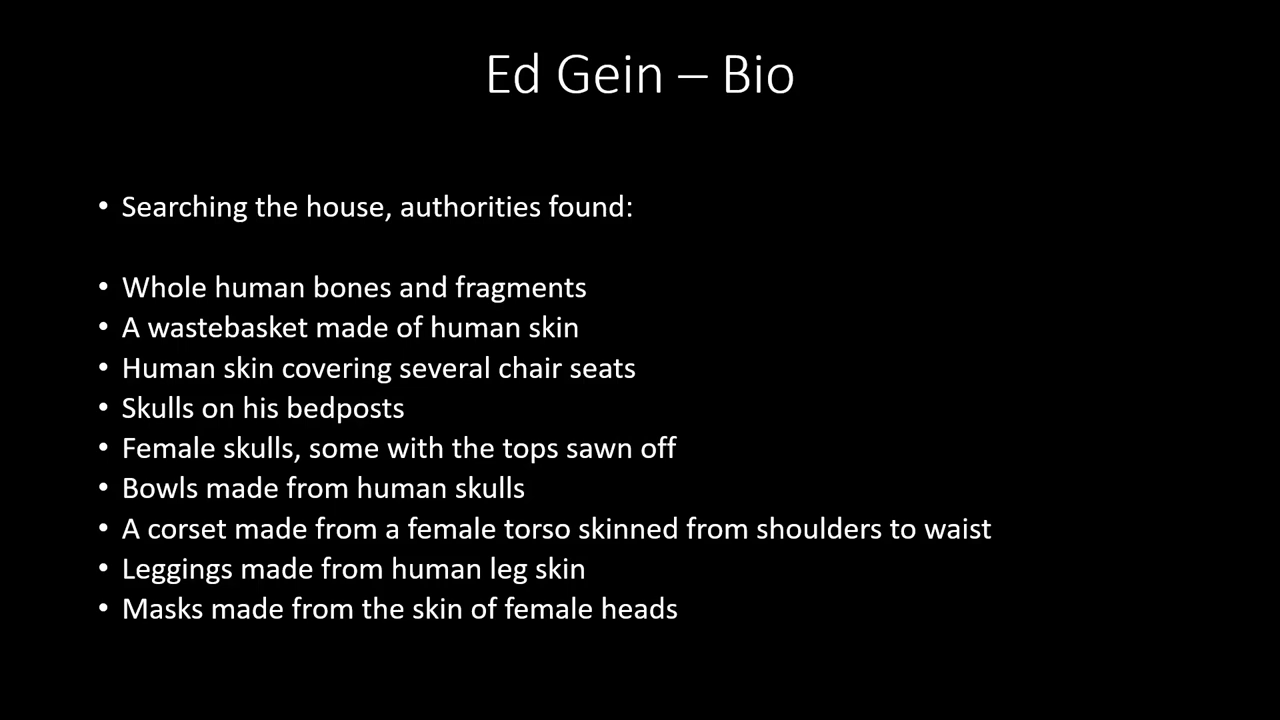 Ed Gein – Bio
• Searching the house, authorities found:
• Whole human bones and fragments
• A wastebasket made of human skin
• Human skin covering several chair seats
• Skulls on his bedposts
• Female skulls, some with the tops sawn off
• Bowls made from human skulls
• A corset made from a female torso skinned from shoulders to waist
• Leggings made from human leg skin
• Masks made from the skin of female heads